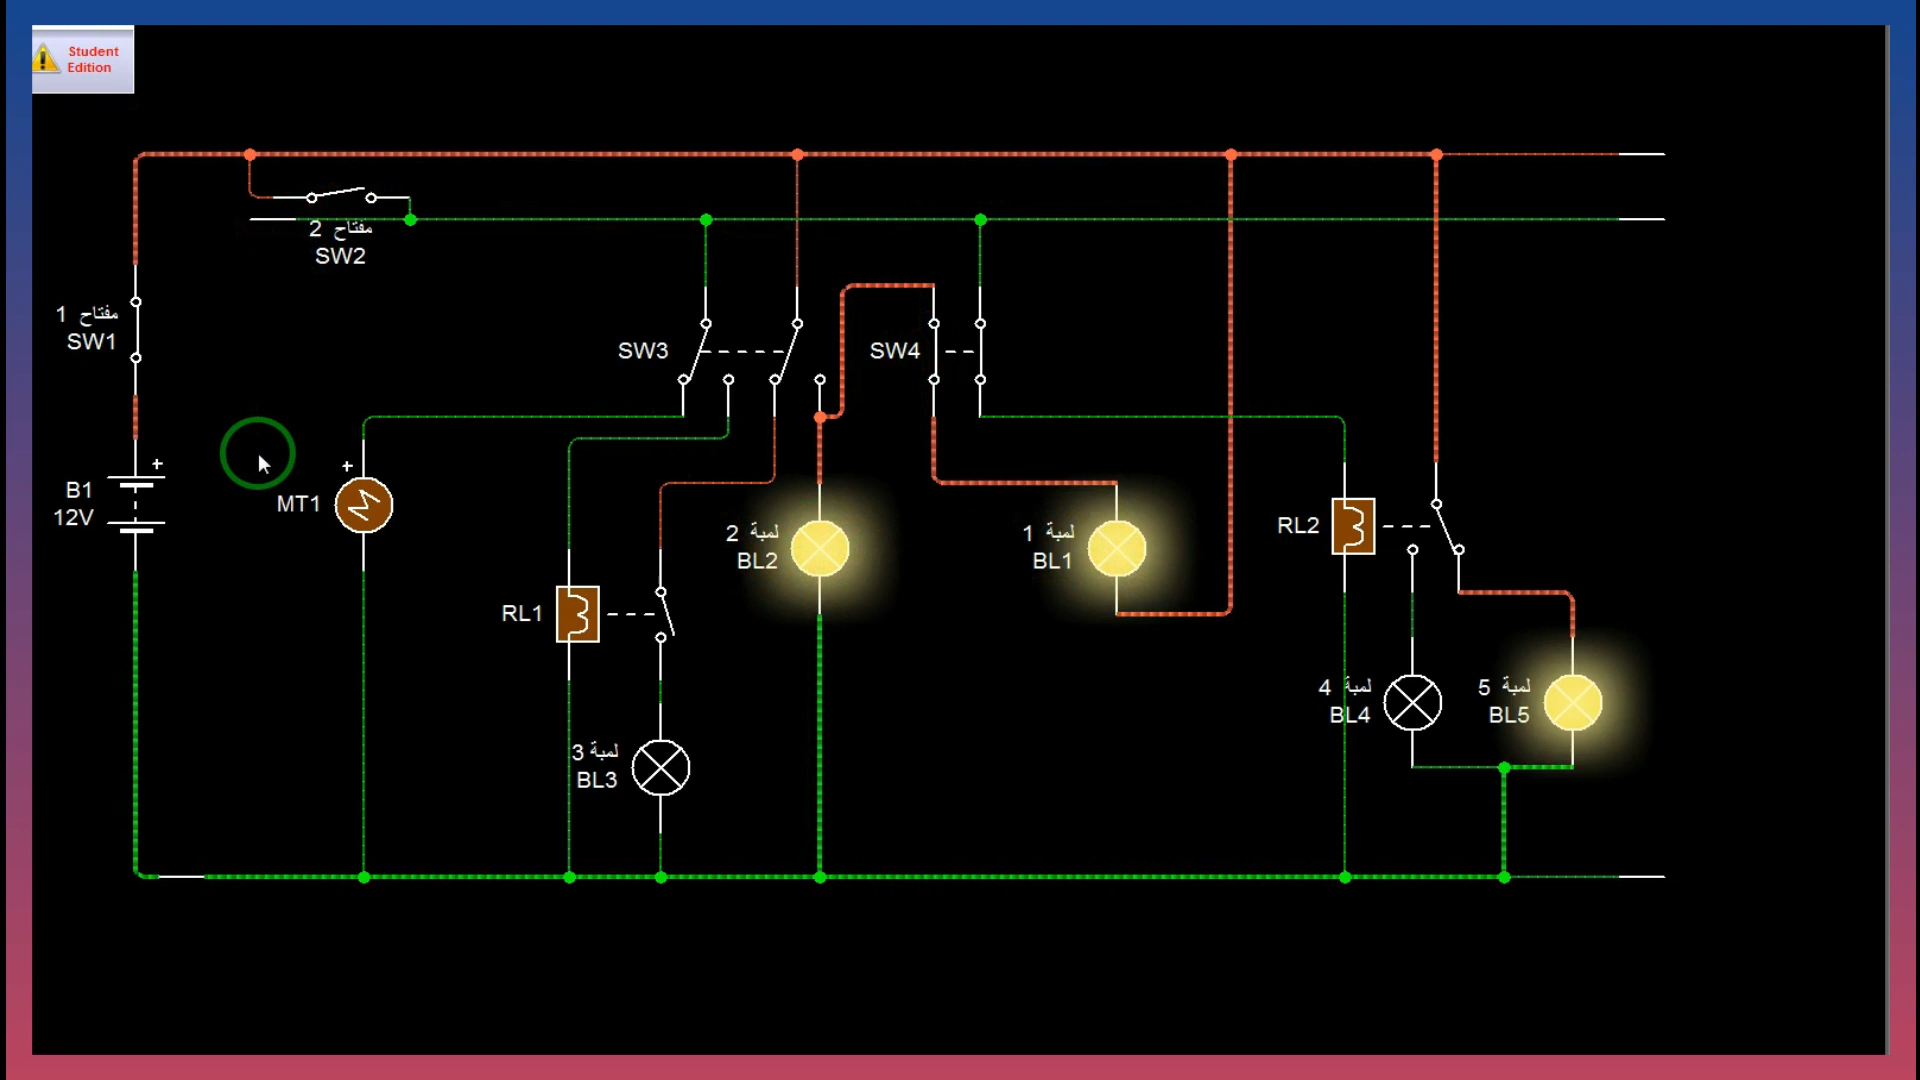 Student
Edition
مفتاح 2
SW2
مفتاح 1
SW1
SW3
SW4
+
B1
12V
+
MT1
لمبة 2
BL2
لمبة 1
BL1
RL2
RL1
لمبة 4
BL4
لمبة 5
BL5
لمبة 3
BL3